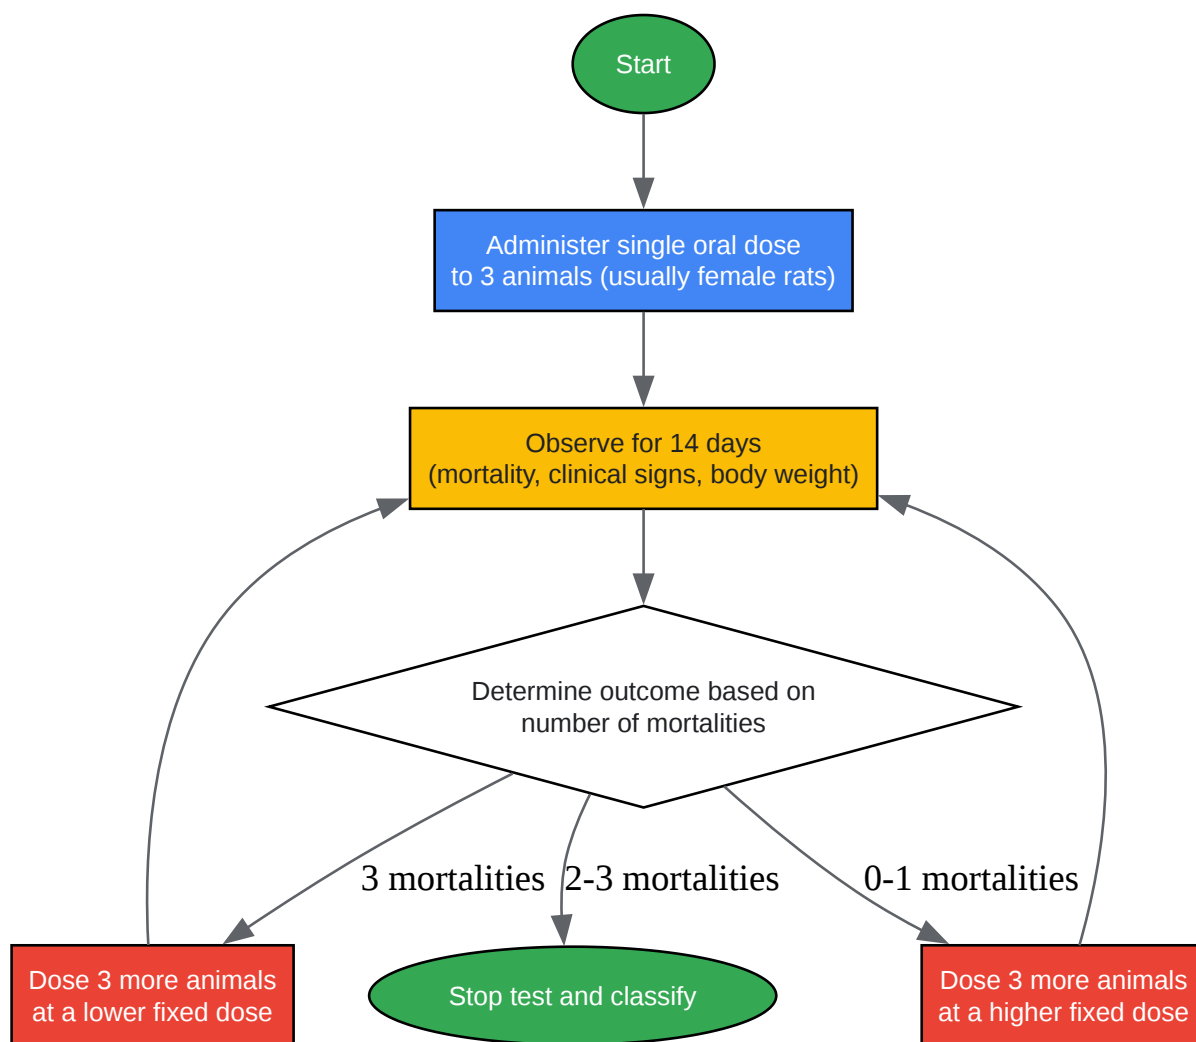 Start
Administer single oral dose
to 3 animals (usually female rats)
Observe for 14 days
(mortality, clinical signs, body weight)
Determine outcome based on
number of mortalities
3 mortalities
2-3 mortalities
0-1 mortalities
Dose 3 more animals
at a lower fixed dose
Stop test and classify
Dose 3 more animals
at a higher fixed dose